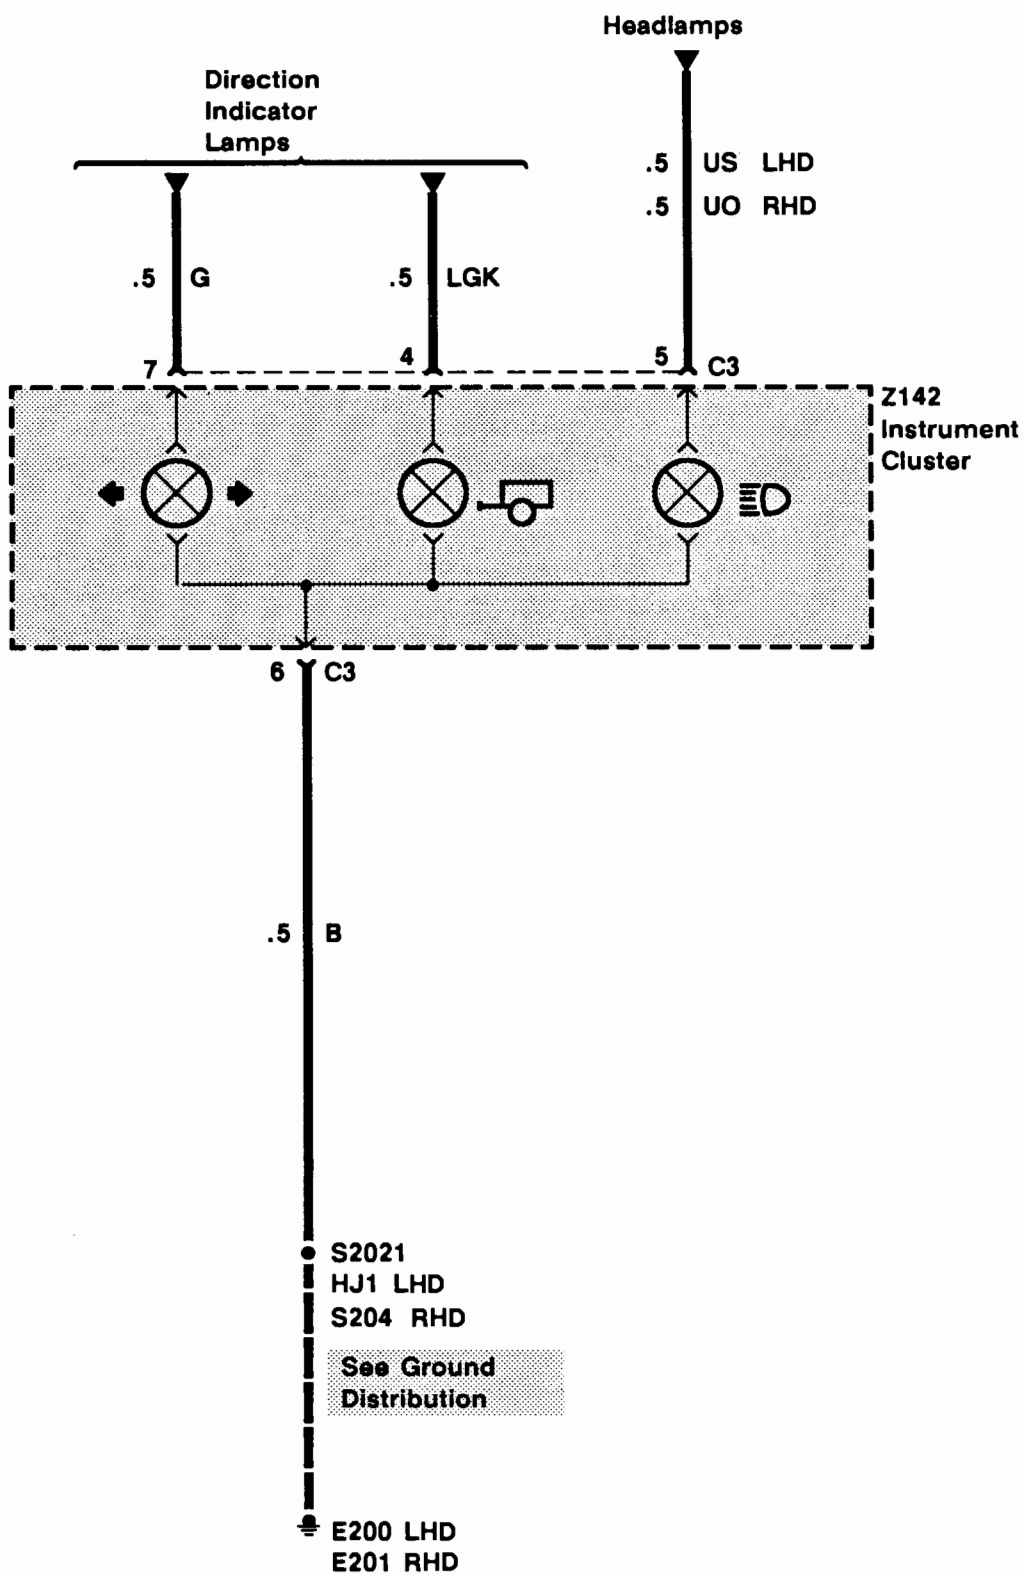 Headlamps
Direction
Indicator
Lamps
.5 US LHD
.5 UO RHD
.5 G
.5 LGK
7
4
5 C3
Z142
Instrument
Cluster
6 C3
.5 B
S2021
HJ1 LHD
S204 RHD
See Ground
Distribution
E200 LHD
E201 RHD